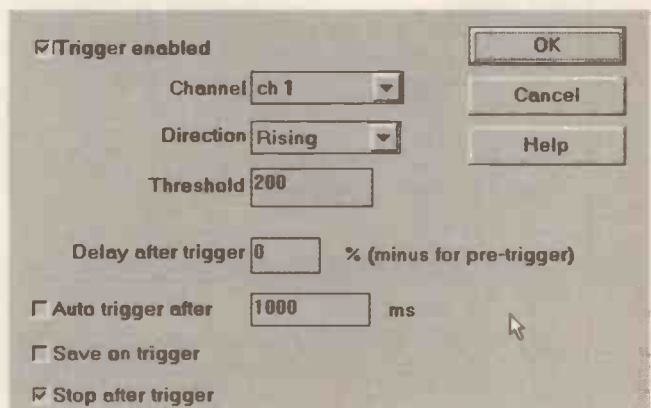 Trigger enabled
OK
Channel ch 1
Cancel
Direction Rising
Help
Threshold 200
Delay after trigger 0 % (minus for pre-trigger)
Auto trigger after 1000 ms
Save on trigger
Stop after trigger